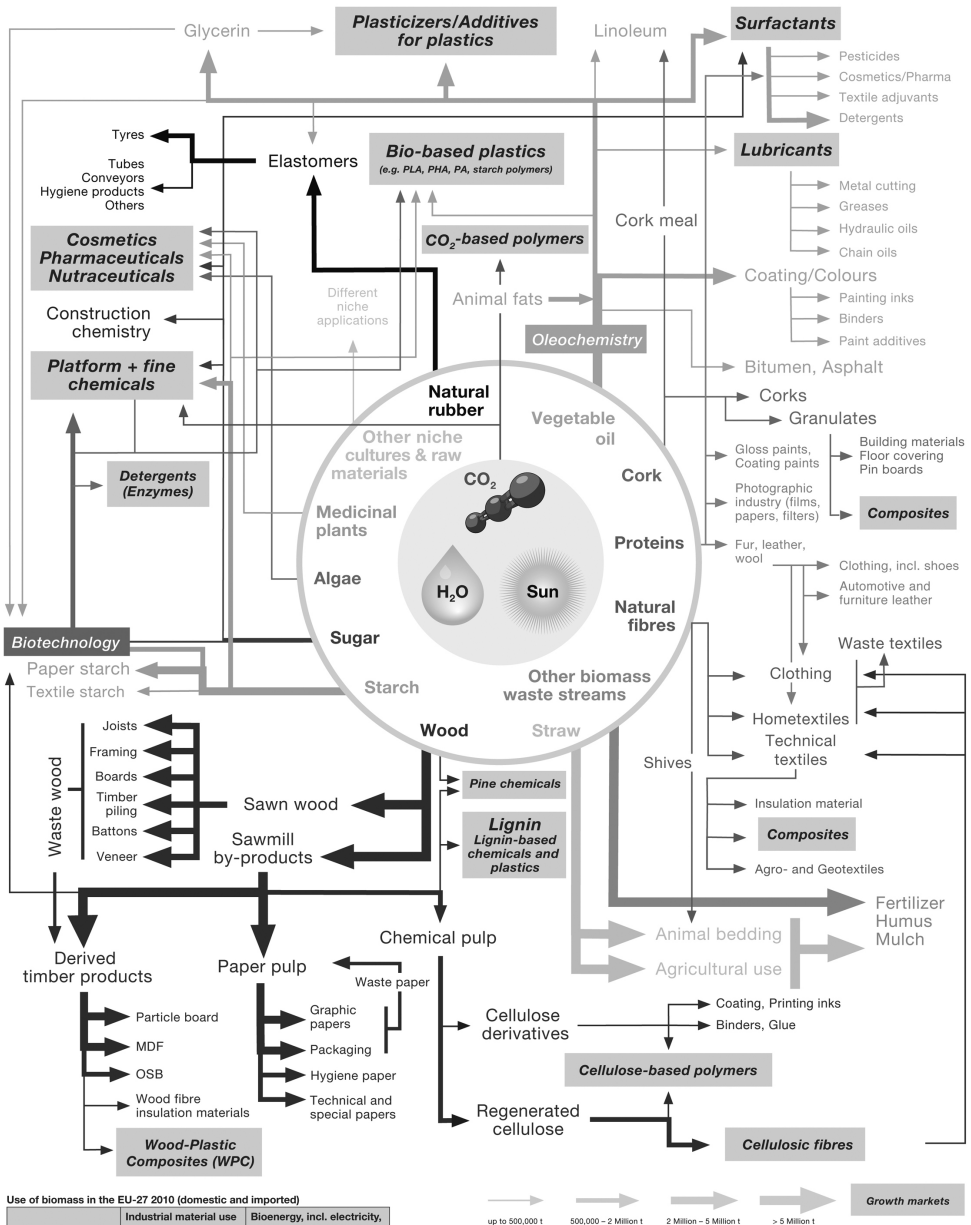 Glycerin
Plasticizers/Additives
for plastics
Linoleum
Surfactants
Pesticides
Cosmetics/Pharma
Textile adjuvants
Detergents
Tyres
Tubes
Conveyors
Hygiene products
Others
Elastomers
Bio-based plastics
(e.g. PLA, PHA, PA, starch polymers)
Lubricants
Metal cutting
Greases
Hydraulic oils
Chain oils
Cork meal
Cosmetics
Pharmaceuticals
Nutraceuticals
CO₂-based polymers
Coating/Colours
Painting inks
Binders
Paint additives
Different
niche
applications
Animal fats
Construction
chemistry
Oleochemistry
Bitumen, Asphalt
Platform + fine
chemicals
Corks
Granulates
Building materials
Floor covering
Pin boards
Composites
Natural
rubber
Vegetable
oil
Other niche
cultures & raw
materials
Cork
Gloss paints,
Coating paints
Photographic
industry (films,
papers, filters)
Detergents
(Enzymes)
CO₂
Medicinal
plants
Proteins
Fur, leather,
wool
Clothing, incl. shoes
Automotive and
furniture leather
Algae
H₂O
Sun
Natural
fibres
Biotechnology
Sugar
Waste textiles
Paper starch
Textile starch
Starch
Other biomass
waste streams
Clothing
Hometextiles
Technical
textiles
Wood
Straw
Shives
Joists
Framing
Boards
Timber
piling
Battons
Veneer
Waste wood
Sawn wood
Sawmill
by-products
Pine chemicals
Lignin
Lignin-based
chemicals and
plastics
Insulation material
Composites
Agro- and Geotextiles
Fertilizer
Humus
Mulch
Animal bedding
Agricultural use
Derived
timber products
Paper pulp
Chemical pulp
Waste paper
Particle board
MDF
OSB
Wood fibre
insulation materials
Wood-Plastic
Composites (WPC)
Graphic
papers
Packaging
Hygiene paper
Technical and
special papers
Cellulose
derivatives
Coating, Printing inks
Binders, Glue
Cellulose-based polymers
Regenerated
cellulose
Cellulosic fibres
Use of biomass in the EU-27 2010 (domestic and imported)
Industrial material use
Bioenergy, incl. electricity,
up to 500,000 t
500,000 – 2 Million t
2 Million – 5 Million t
> 5 Million t
Growth markets